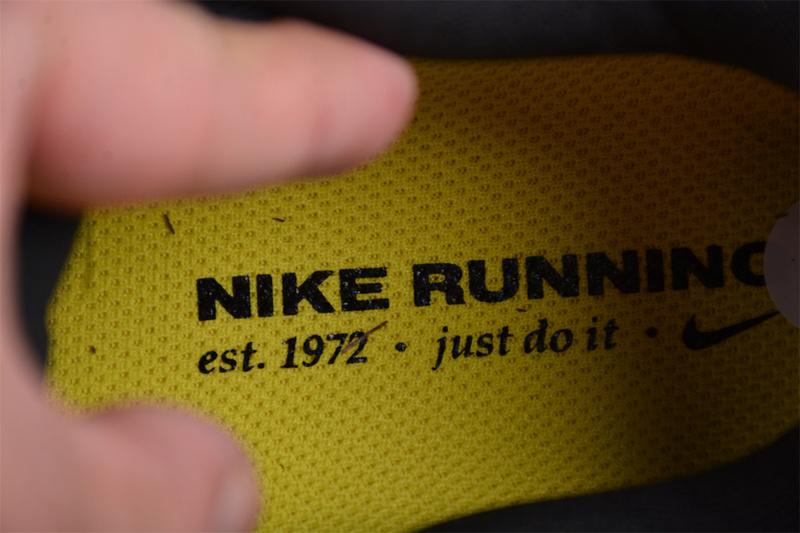 NIKE RUNNING
est. 1972 • just do it •